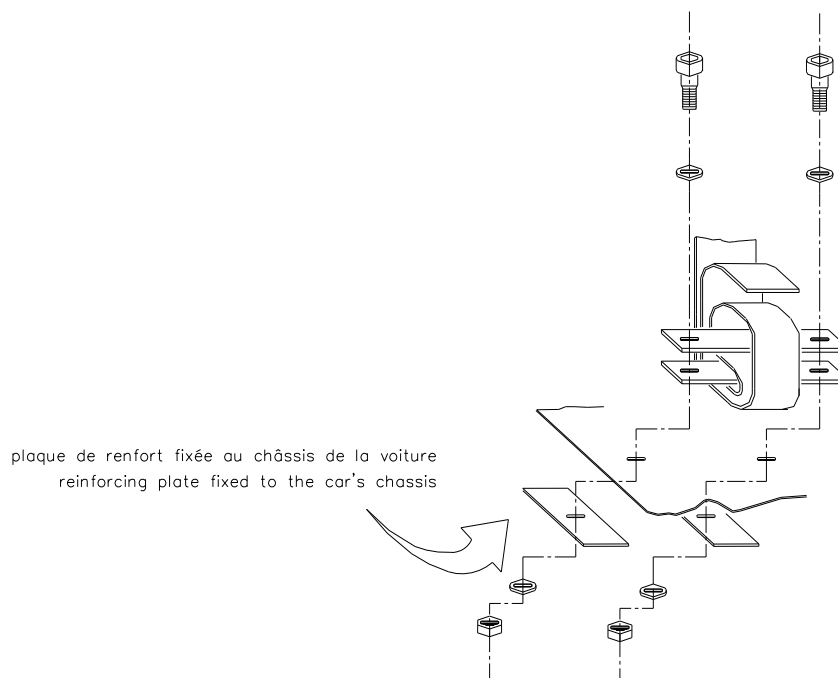 plaque de renfort fixée au châssis de la voiture
reinforcing plate fixed to the car's chassis